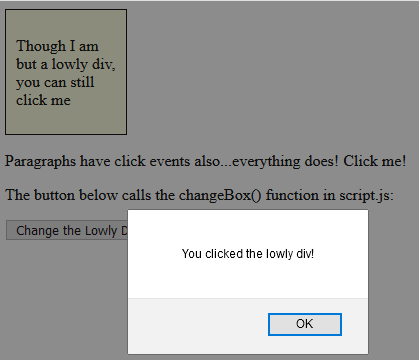 Though I am
but a lowly div,
you can still
click me
Paragraphs have click events also...everything does! Click me!
The button below calls the changeBox() function in script.js:
Change the Lowly
You clicked the lowly div!
OK